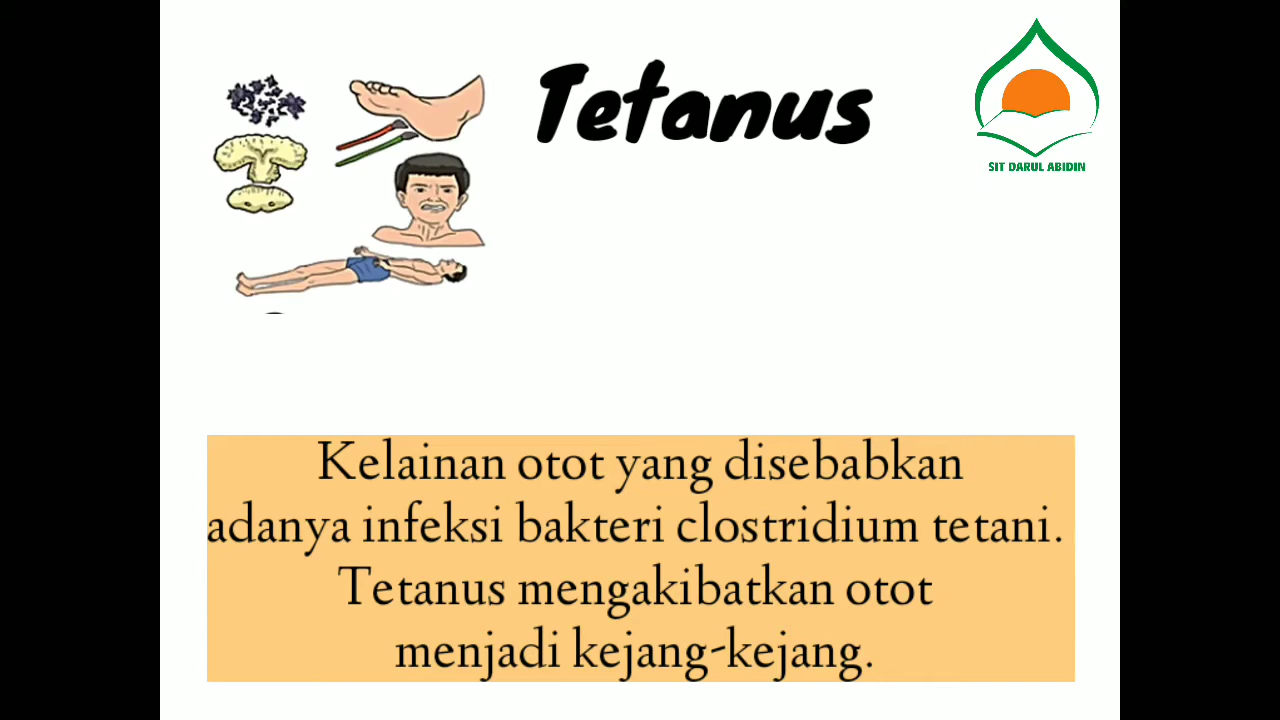 Tetanus
SIT DARUL ABIDIN
Kelainan otot yang disebabkan
adanya infeksi bakteri clostridium tetani.
Tetanus mengakibatkan otot
menjadi kejang-kejang.